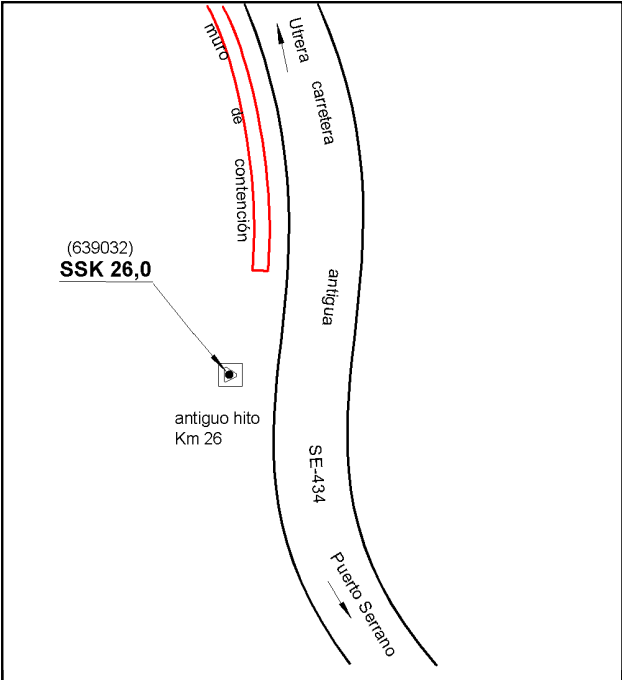 Utrera
muro de contención
carretera antigua SE-434
(639032)
SSK 26,0
antiguo hito
Km 26
Puerto Serrano